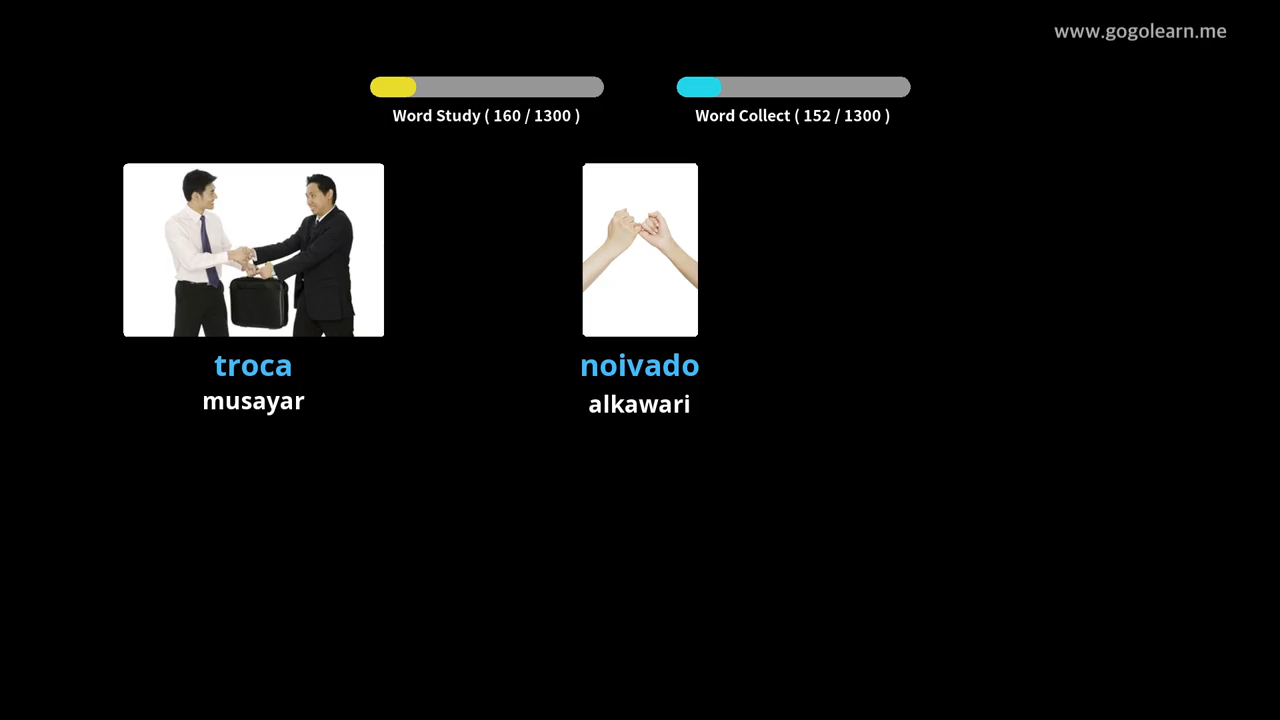 www.gogolearn.me
Word Study ( 160 / 1300 )
Word Collect ( 152 / 1300 )
troca
musayar
noivado
alkawari